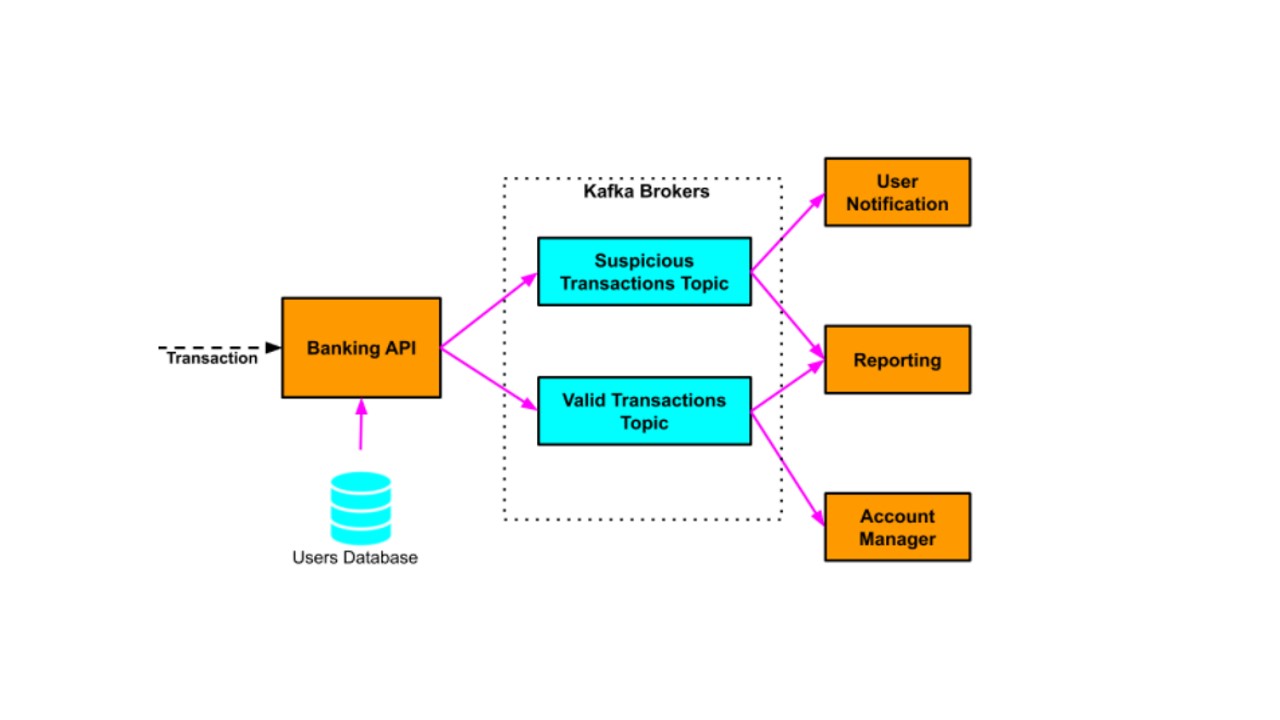 Kafka Brokers
User
Notification
Suspicious
Transactions Topic
Banking API
Transaction
Reporting
Valid Transactions
Topic
Account
Manager
Users Database